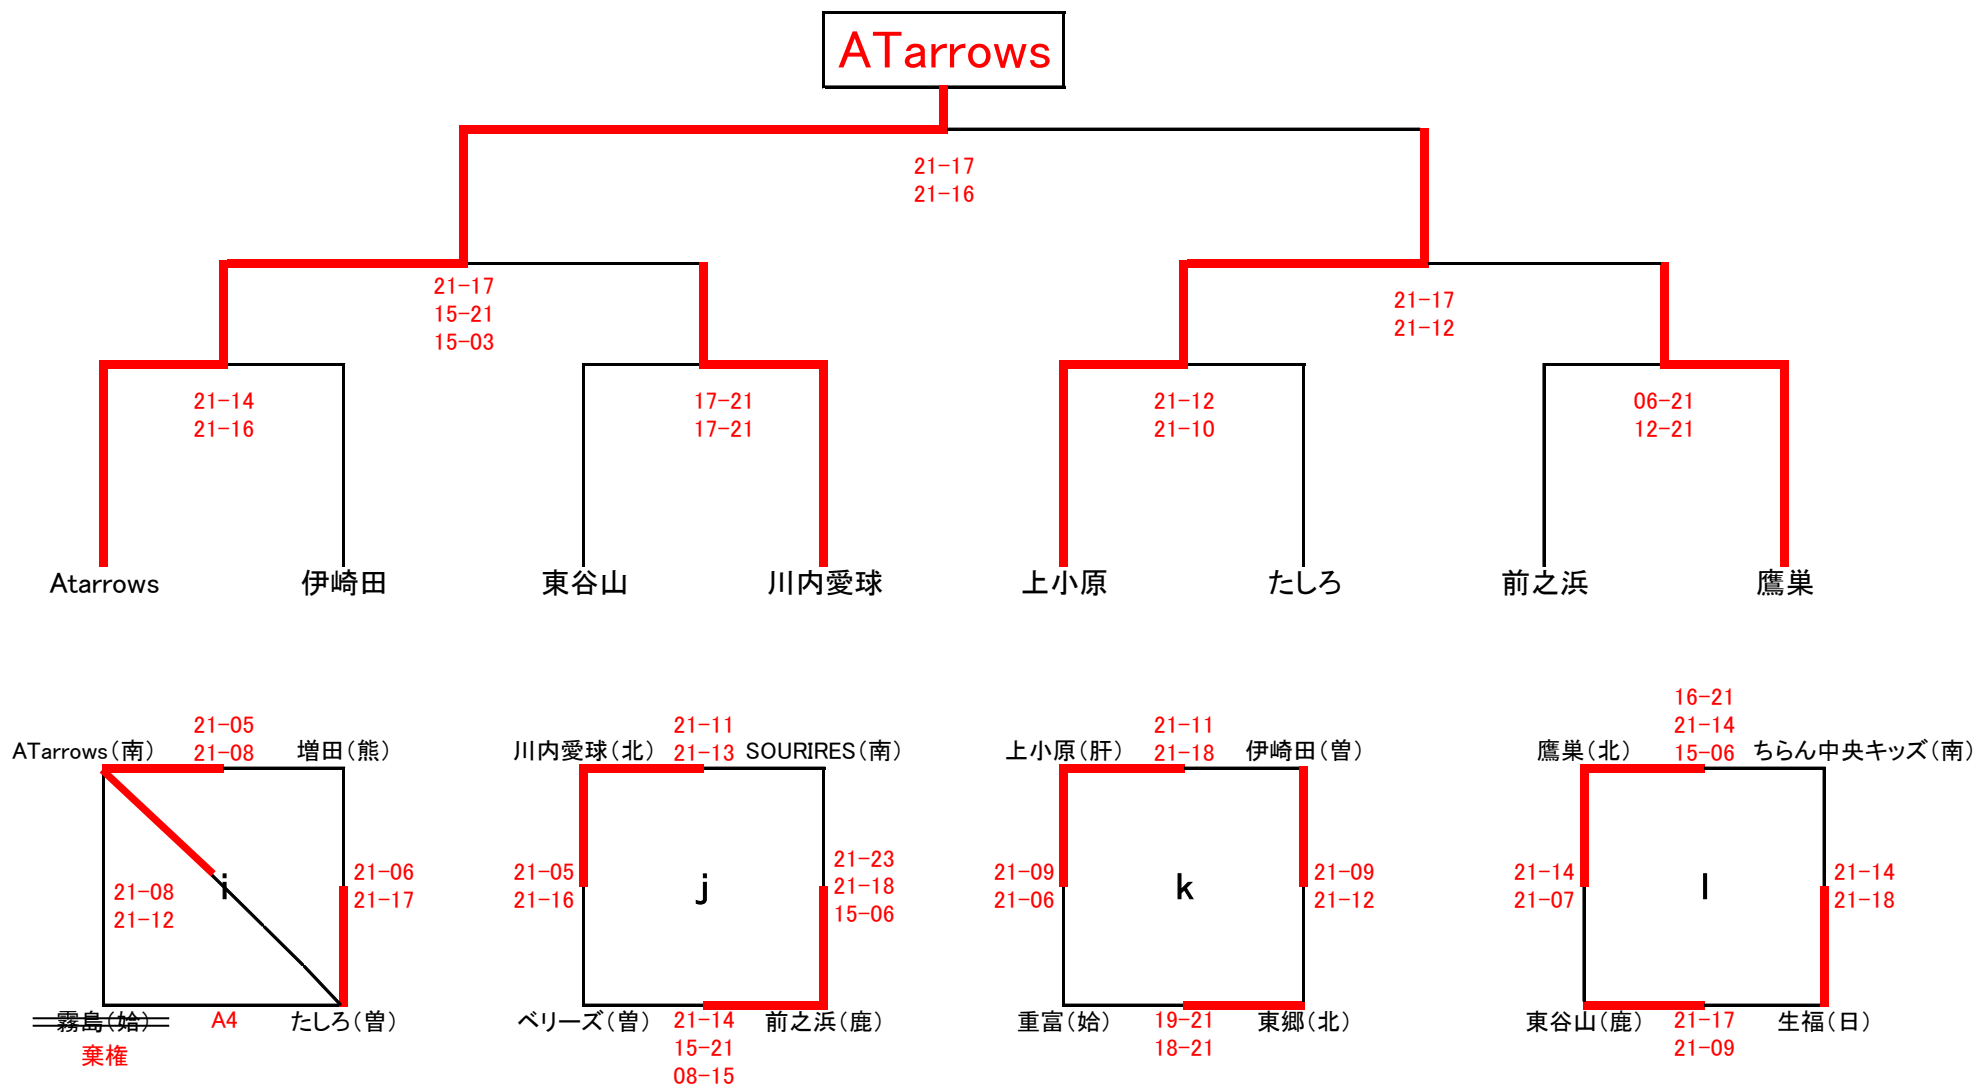 ATarrows
21-17
21-16
21-17
15-21
15-03
21-17
21-12
21-14
21-16
17-21
17-21
21-12
21-10
06-21
12-21
Atarrows
伊崎田
東谷山
川内愛球
上小原
たしろ
前之浜
鷹巣
ATarrows(南)
21-05
21-08
増田(熊)
21-08
21-12
i
21-06
21-17
霧島(姶)
棄権
A4
たしろ(曽)
川内愛球(北)
21-11
21-13
SOURIRES(南)
21-05
21-16
j
21-23
21-18
15-06
ベリーズ(曽)
21-14
15-21
08-15
前之浜(鹿)
上小原(肝)
21-11
21-18
伊崎田(曽)
21-09
21-06
k
21-09
21-12
重富(姶)
19-21
18-21
東郷(北)
鷹巣(北)
16-21
21-14
15-06
ちらん中央キッズ(南)
21-14
21-07
l
21-14
21-18
東谷山(鹿)
21-17
21-09
生福(日)